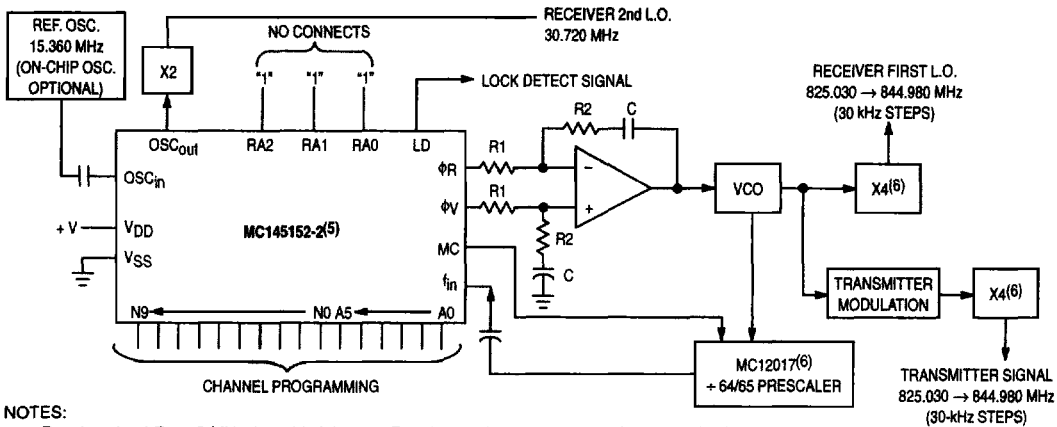 REF. OSC.
15.360 MHz
(ON-CHIP OSC.
OPTIONAL)
X2
RECEIVER 2nd L.O.
30.720 MHz
NO CONNECTS
"1" "1" "1"
LOCK DETECT SIGNAL
RECEIVER FIRST L.O.
825.030 → 844.980 MHz
(30 kHz STEPS)
OSCout RA2 RA1 RA0 LD
OSCin
+ V
VDD
VSS
MC145152-2(5)
ϕR
ϕV
MC
fin
R1
R1
R2
C
−
+
R2
C
VCO
X4(6)
TRANSMITTER
MODULATION
X4(6)
N9 N0 A5 A0
CHANNEL PROGRAMMING
MC12017(6)
÷ 64/65 PRESCALER
TRANSMITTER SIGNAL
825.030 → 844.980 MHz
(30-kHz STEPS)
NOTES: